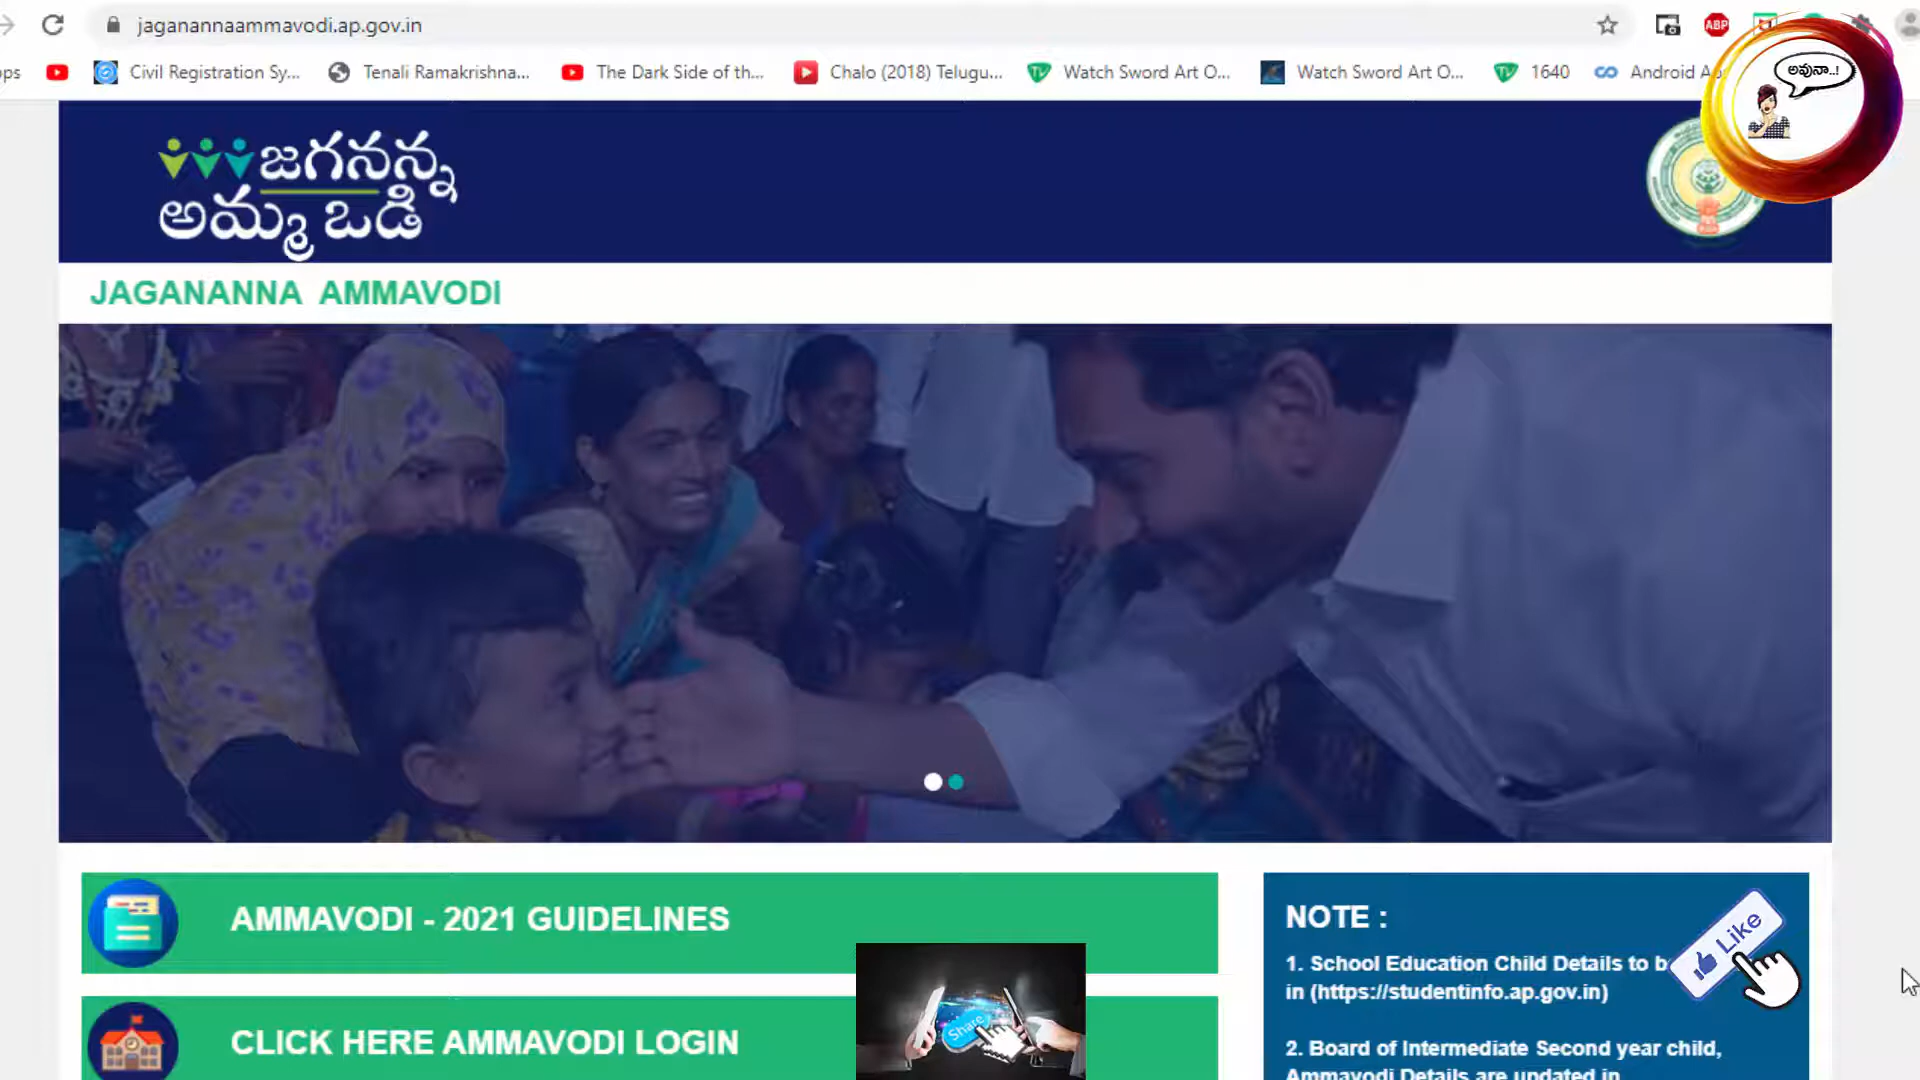 jaganannaammavodi.ap.gov.in
ABP
Civil Registration Sy...
Tenali Ramakrishna...
The Dark Side of th...
Chalo (2018) Telugu...
Watch Sword Art O...
Watch Sword Art O...
1640
Android
అవునా..!
జగనన్న
అమ్మ ఒడి
JAGANANNA AMMAVODI
AMMAVODI - 2021 GUIDELINES
CLICK HERE AMMAVODI LOGIN
Share
NOTE :
Like
1. School Education Child Details to
in (https://studentinfo.ap.gov.in)
2. Board of Intermediate Second year child,
Ammavodi Details are updated in